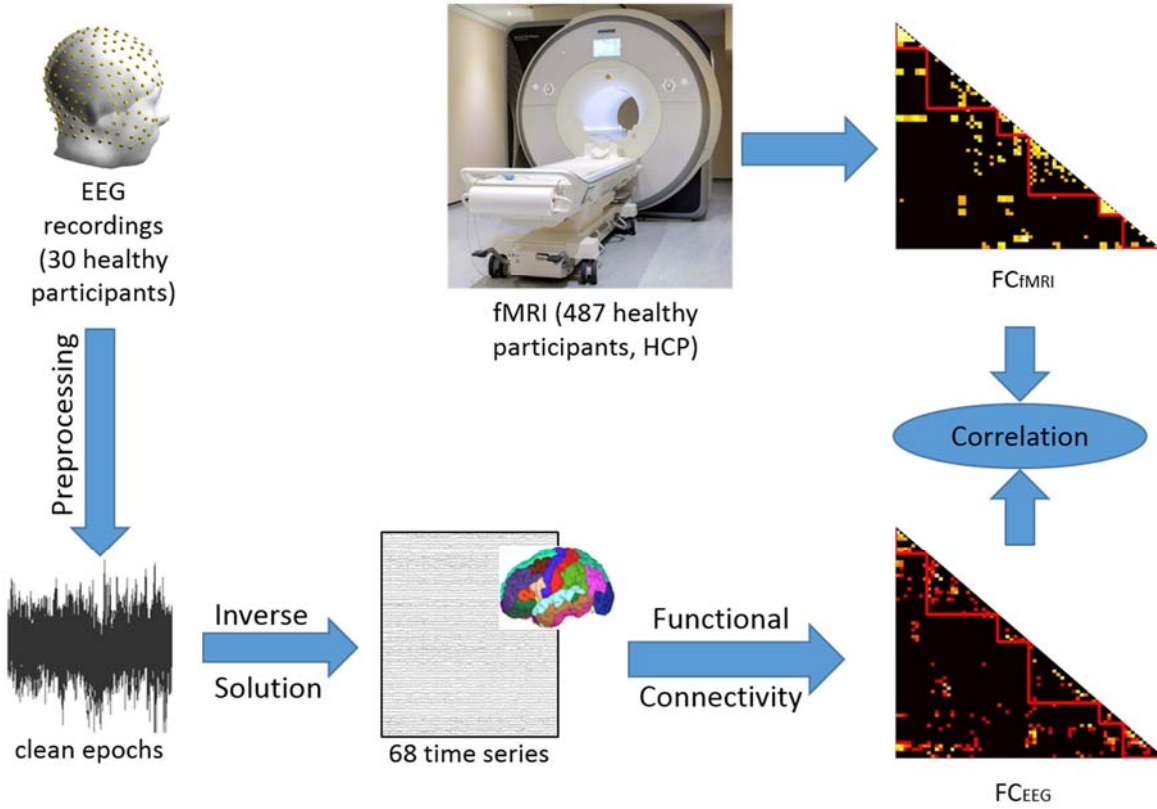 EEG
recordings
(30 healthy
participants)
Preprocessing
clean epochs
Inverse
Solution
68 time series
Functional
Connectivity
fMRI (487 healthy
participants, HCP)
FCfMRI
Correlation
FCEEG